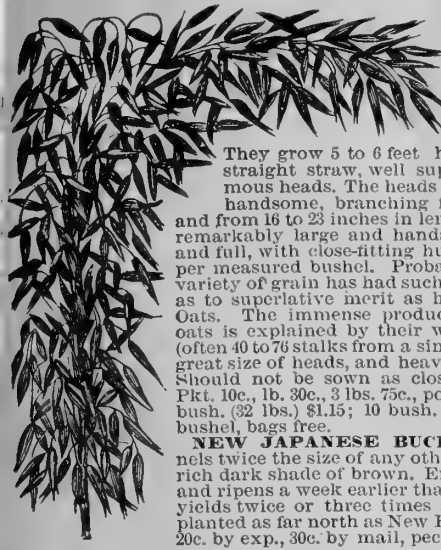 They grow 5 to 6 feet h
straight straw, well sup
mous heads. The heads
handsome, branching f
and from 16 to 23 inches in len
remarkably large and hands
and full, with close-fitting hu
per measured bushel. Proba
variety of grain has had such
as to superlative merit as h
Oats. The immense produc
oats is explained by their w
(often 40 to 76 stalks from a sin
great size of heads, and heav
Should not be sown as clos
Pkt. 10c., lb. 30c., 3 lbs. 75c., pe
bush. (32 lbs.) $1.15; 10 bush.
bushel, bags free.
NEW JAPANESE BUC
nels twice the size of any oth
rich dark shade of brown. E
and ripens a week earlier tha
yields twice or three times
planted as far north as New
20c. by exp., 30c. by mail, pec